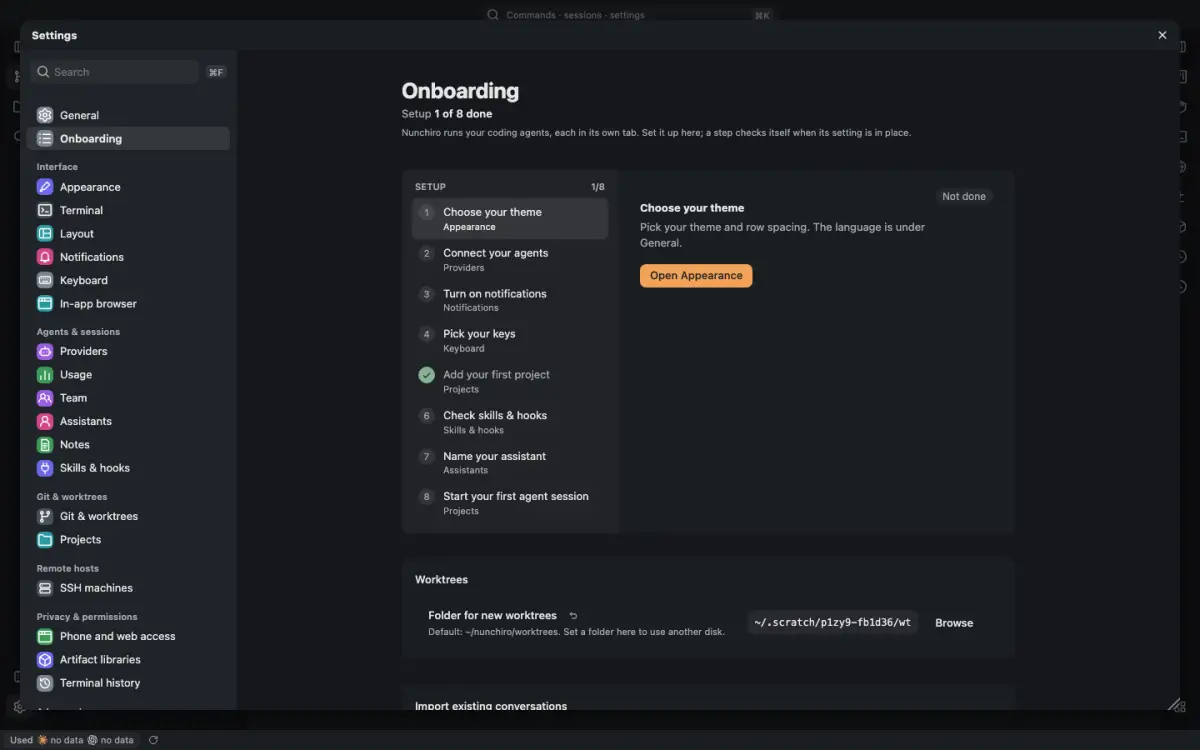 Commands · sessions · settings
⌘K
Settings
Search
⌘F
General
Onboarding
Interface
Appearance
Terminal
Layout
Notifications
Keyboard
In-app browser
Agents & sessions
Providers
Usage
Team
Assistants
Notes
Skills & hooks
Git & worktrees
Git & worktrees
Projects
Remote hosts
SSH machines
Privacy & permissions
Phone and web access
Artifact libraries
Terminal history
Onboarding
Setup 1 of 8 done
Nunchiro runs your coding agents, each in its own tab. Set it up here; a step checks itself when its setting is in place.
SETUP
1/8
1
Choose your theme
Appearance
2
Connect your agents
Providers
3
Turn on notifications
Notifications
4
Pick your keys
Keyboard
Add your first project
Projects
6
Check skills & hooks
Skills & hooks
7
Name your assistant
Assistants
8
Start your first agent session
Projects
Not done
Choose your theme
Pick your theme and row spacing. The language is under
General.
Open Appearance
Worktrees
Folder for new worktrees
Default: ~/nunchiro/worktrees. Set a folder here to use another disk.
~/.scratch/p1zy9-fb1d36/wt
Browse
Import existing conversations
Used no data no data